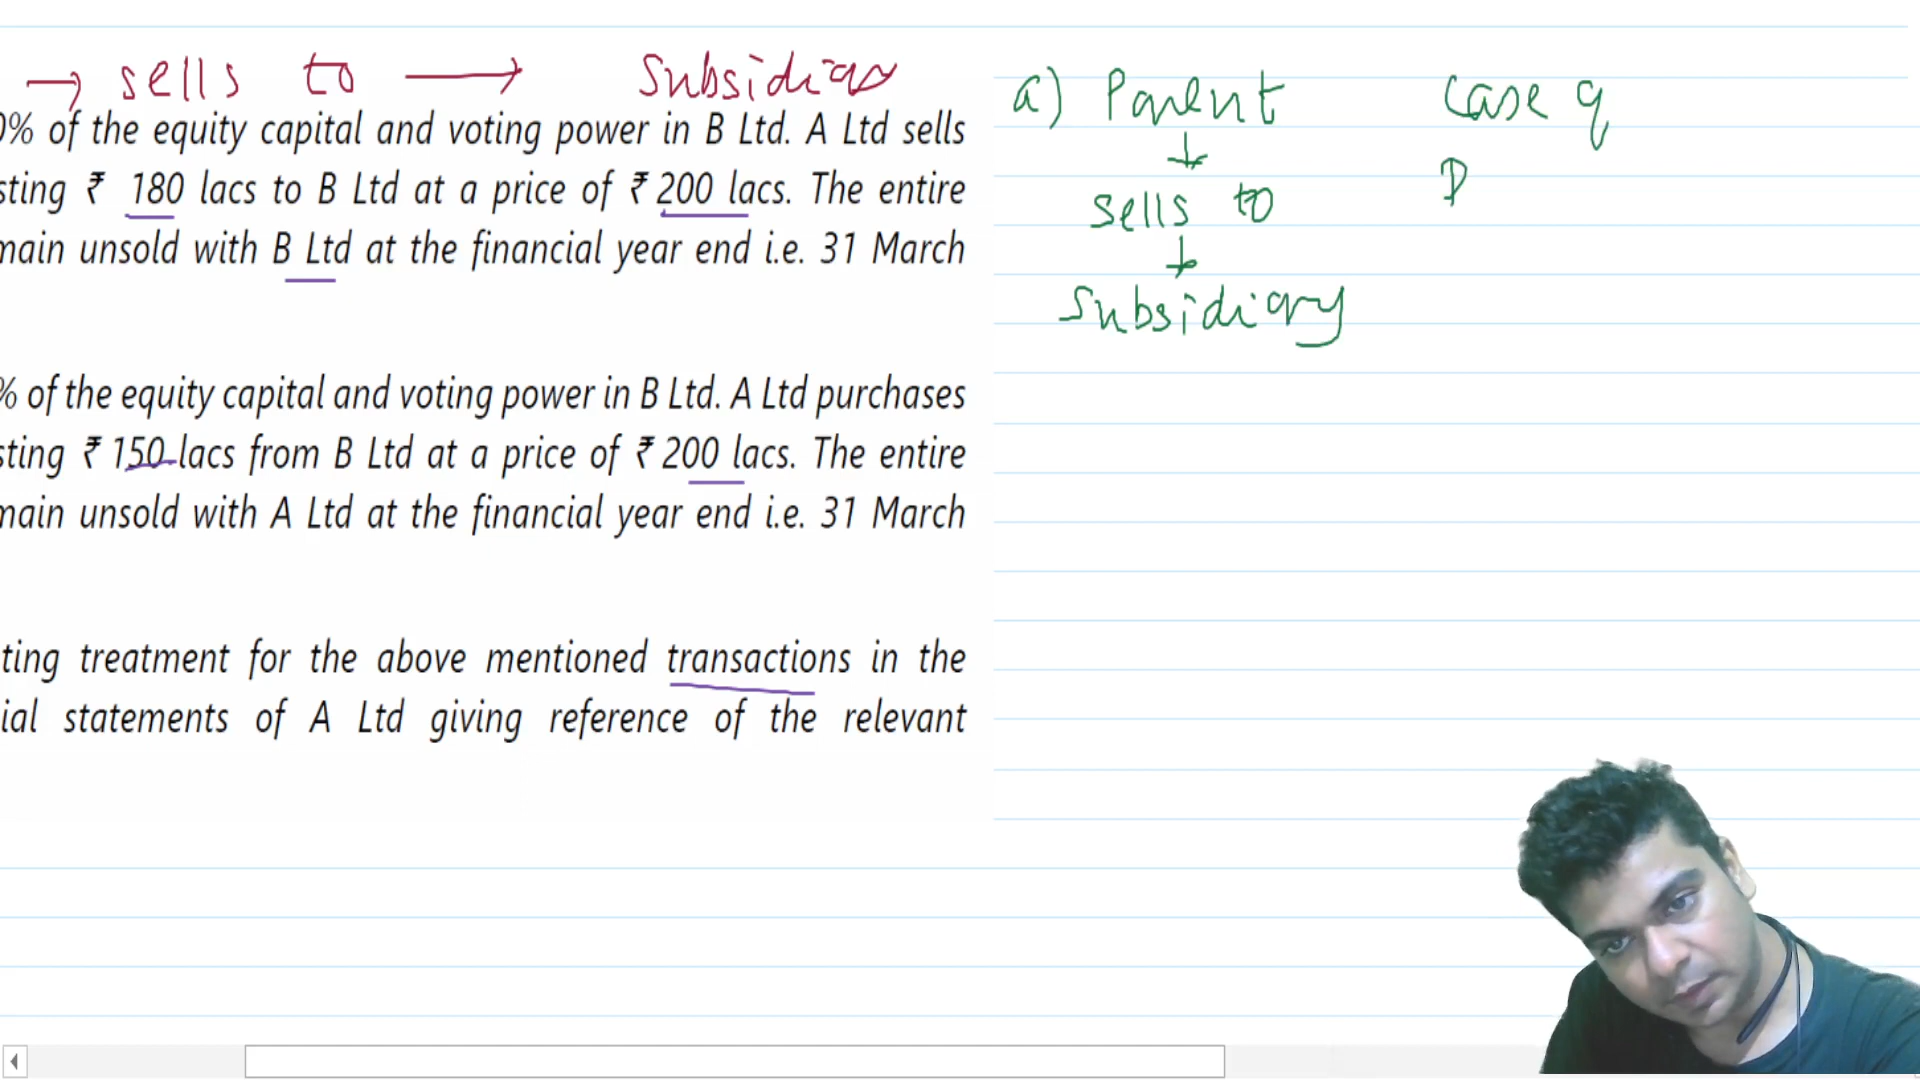 → sells to → Subsidiary
0% of the equity capital and voting power in B Ltd. A Ltd sells
sting ₹ 180 lacs to B Ltd at a price of ₹ 200 lacs. The entire
main unsold with B Ltd at the financial year end i.e. 31 March
% of the equity capital and voting power in B Ltd. A Ltd purchases
sting ₹ 150 lacs from B Ltd at a price of ₹ 200 lacs. The entire
main unsold with A Ltd at the financial year end i.e. 31 March
ting treatment for the above mentioned transactions in the
ial statements of A Ltd giving reference of the relevant
a) Parent
↓
sells to
↓
Subsidiary
Case